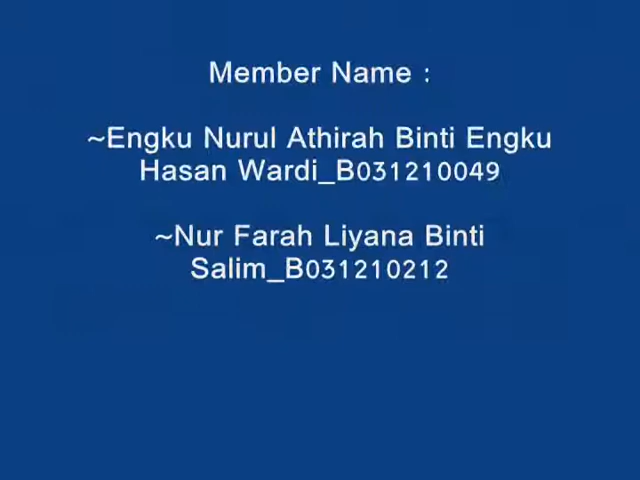 Member Name :
~Engku Nurul Athirah Binti Engku
Hasan Wardi_B031210049
~Nur Farah Liyana Binti
Salim_B031210212